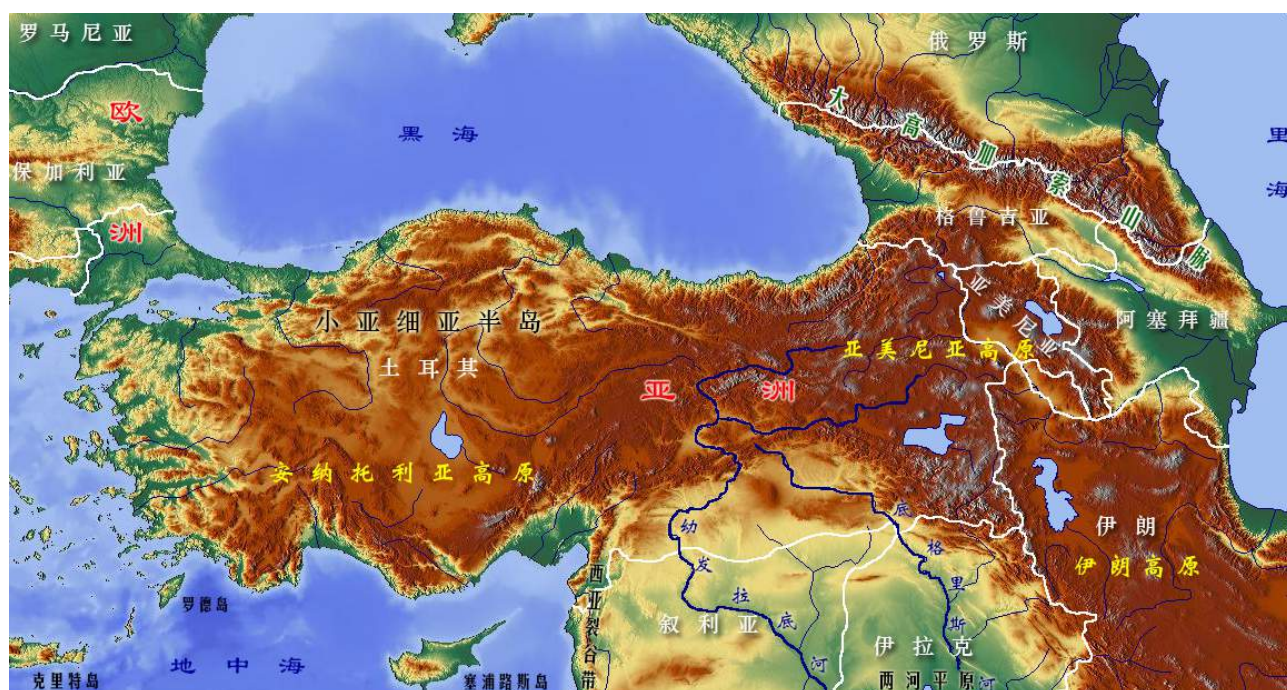 罗马尼亚
俄罗斯
欧洲
黑海
大高加索山脉
里海
保加利亚
格鲁吉亚
亚美尼亚
阿塞拜疆
小亚细亚半岛
土耳其
亚美尼亚高原
亚洲
安纳托利亚高原
幼发拉底河
底格里斯河
伊朗
伊朗高原
西亚裂谷带
罗德岛
叙利亚
伊拉克
地中海
克里特岛
塞浦路斯岛
两河平原